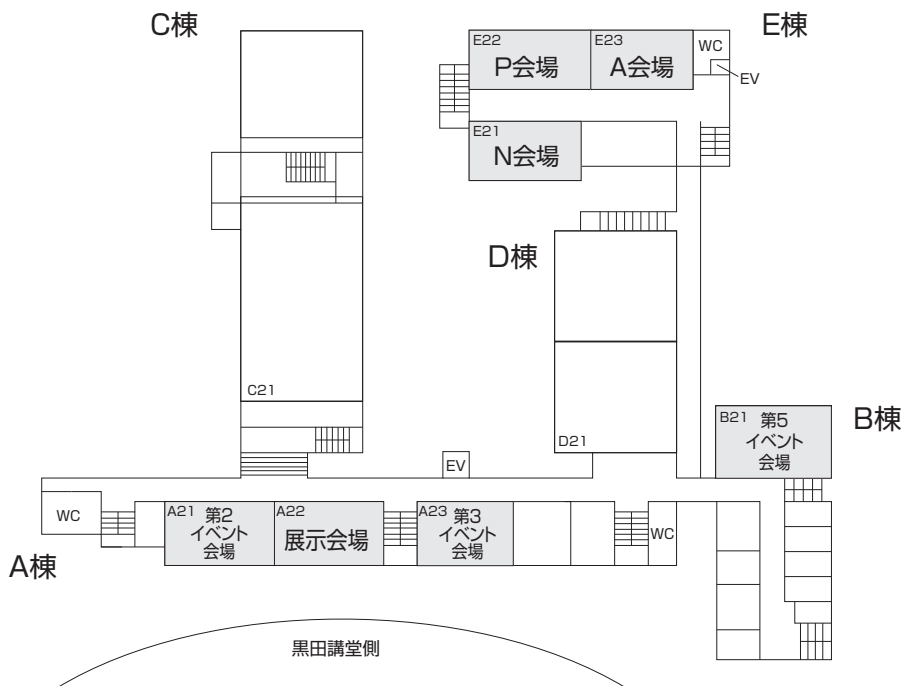 C棟
E棟
E22
P会場
E23
A会場
WC
EV
E21
N会場
D棟
C21
D21
B21
第5
イベント
会場
B棟
EV
WC
A21
第2
イベント
会場
A22
展示会場
A23
第3
イベント
会場
WC
A棟
黒田講堂側